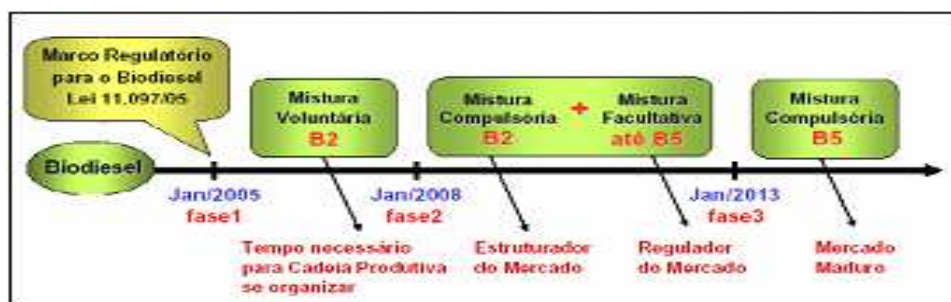 Marco Regulatório
para o Biodiesel
Lei 11.097/05
Mistura
Voluntária
B2
Mistura
Compulsória
B2
+
Mistura
Facultativa
até B5
Mistura
Compulsória
B5
Biodiesel
Jan/2005
fase1
Jan/2008
fase2
Jan/2013
fase3
Tempo necessário
para Cadeia Produtiva
se organizar
Estruturador
do Mercado
Regulador
do Mercado
Mercado
Maduro